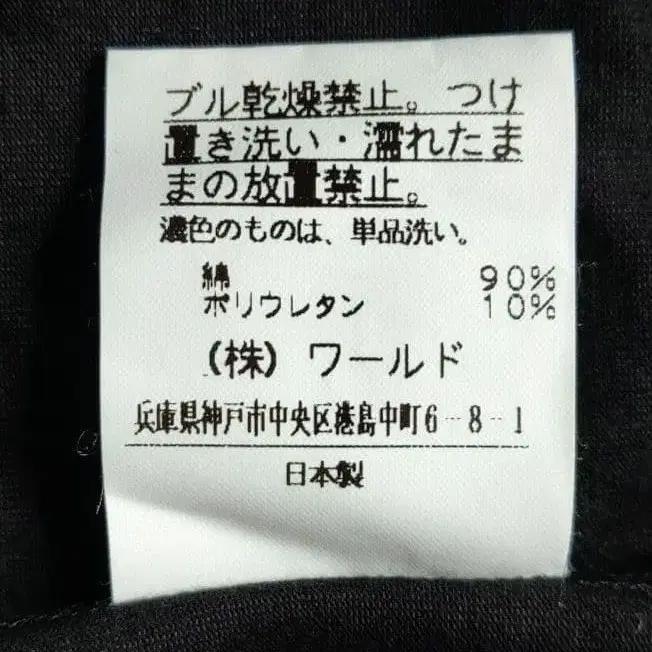 ブル乾燥禁止。つけ
置き洗い・濡れたま
まの放置禁止。
濃色のものは、単品洗い。
綿 90%
ポリウレタン 10%
(株)ワールド
兵庫県神戸市中央区港島中町6-8-1
日本製